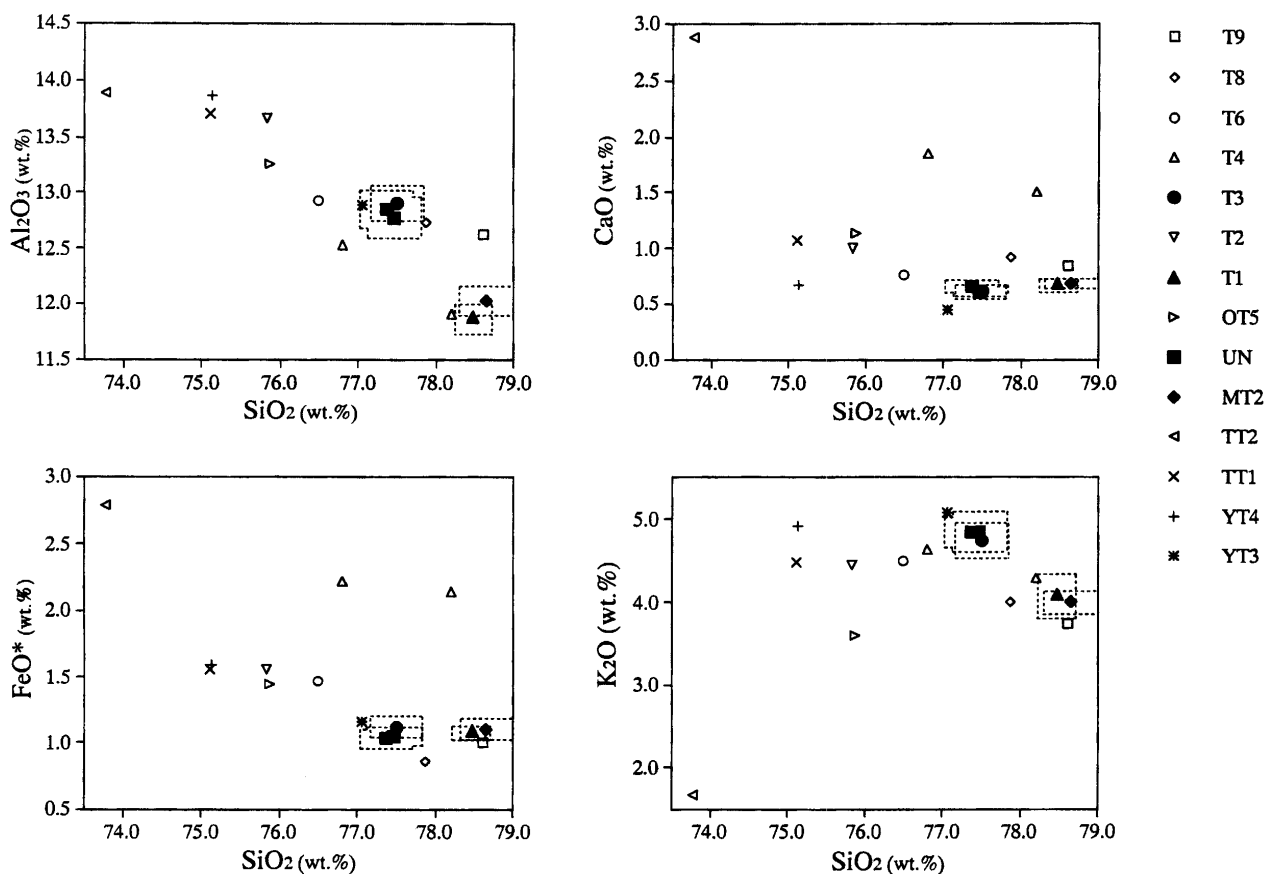 14.5
14.0
13.5
13.0
12.5
12.0
11.5
Al2O3 (wt.%)
74.0 75.0 76.0 77.0 78.0 79.0
SiO2 (wt.%)
3.0
2.5
2.0
1.5
1.0
0.5
0.0
CaO (wt.%)
74.0 75.0 76.0 77.0 78.0 79.0
SiO2 (wt.%)
3.0
2.5
2.0
1.5
1.0
0.5
FeO* (wt.%)
74.0 75.0 76.0 77.0 78.0 79.0
SiO2 (wt.%)
5.0
4.0
3.0
2.0
K2O (wt.%)
74.0 75.0 76.0 77.0 78.0 79.0
SiO2 (wt.%)
T9
T8
T6
T4
T3
T2
T1
OT5
UN
MT2
TT2
TT1
YT4
YT3